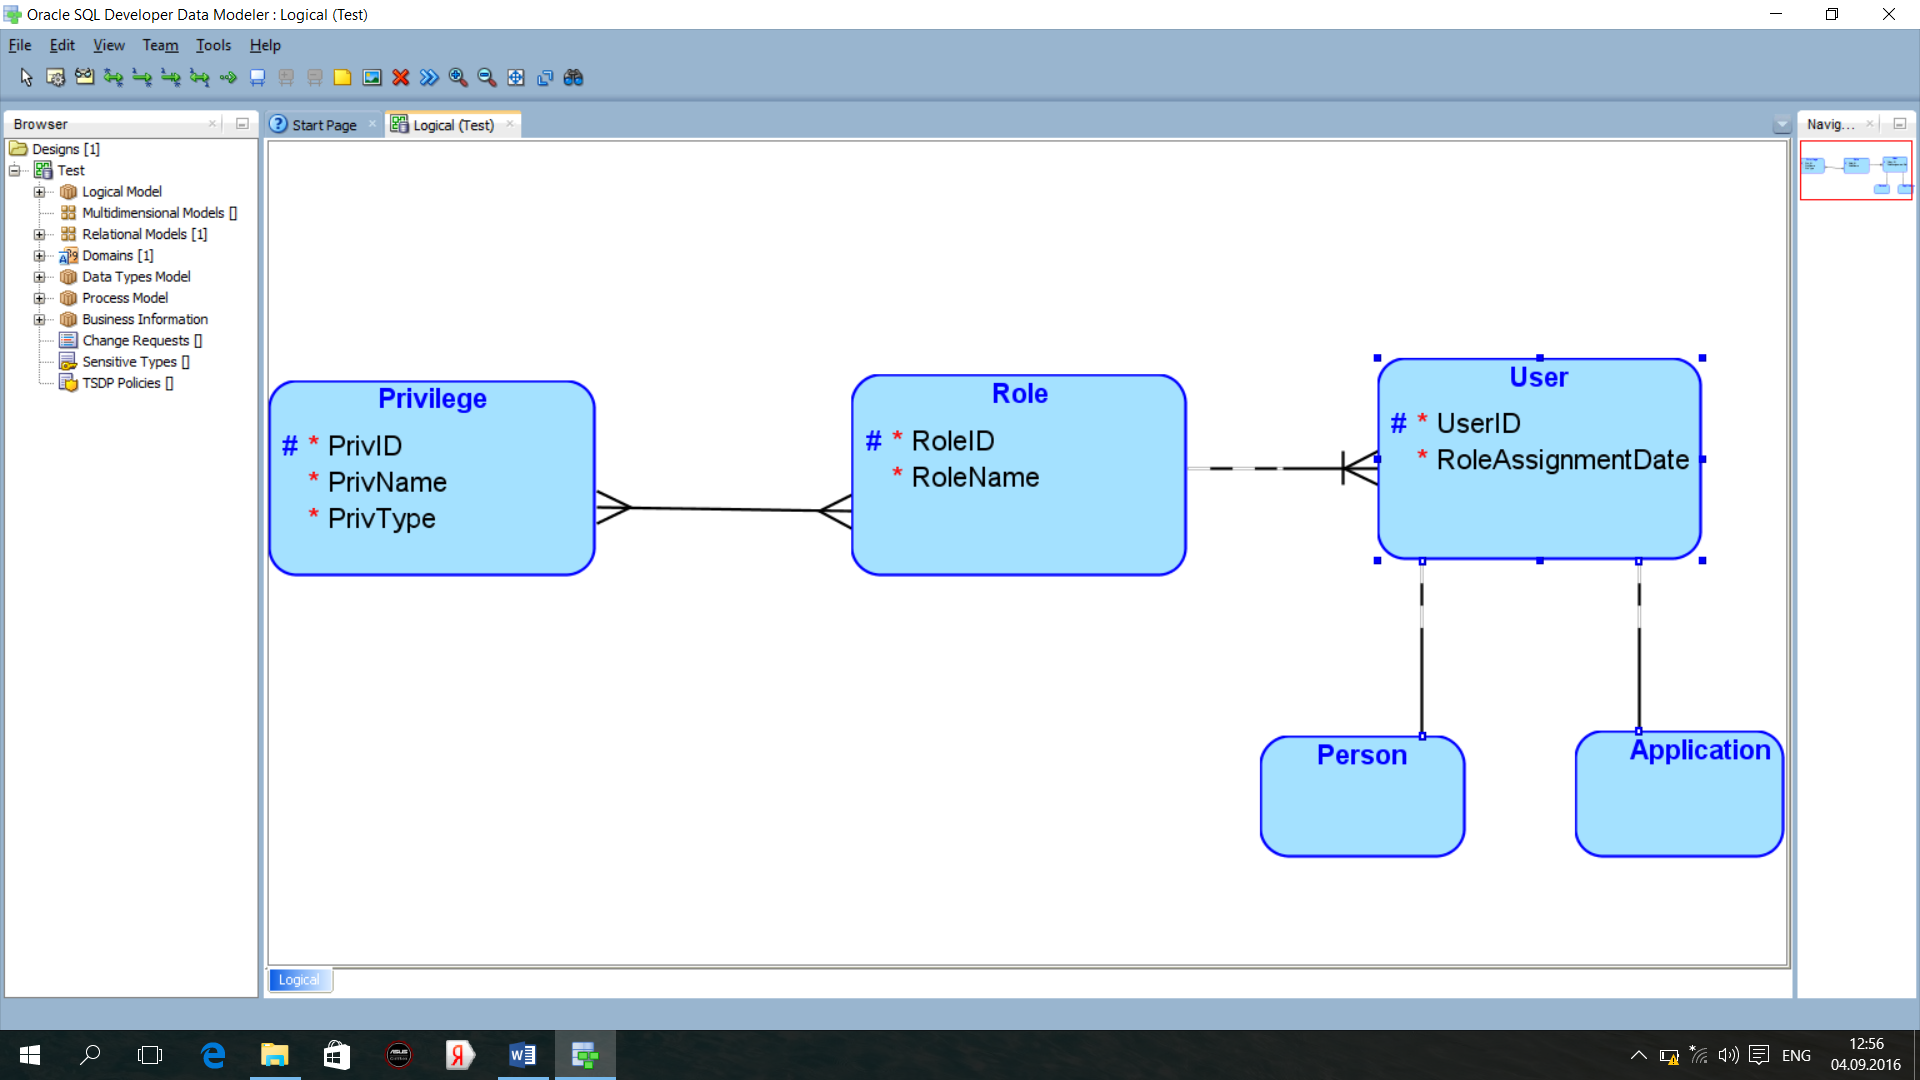 Oracle SQL Developer Data Modeler : Logical (Test)
File Edit View Team Tools Help
Browser
Start Page
Logical (Test)
Navig...
Designs [1]
Test
Logical Model
Multidimensional Models []
Relational Models [1]
Domains [1]
Data Types Model
Process Model
Business Information
Change Requests []
Sensitive Types []
TSDP Policies []
Privilege
# * PrivID
* PrivName
* PrivType
Role
# * RoleID
* RoleName
User
# * UserID
* RoleAssignmentDate
Person
Application
Logical
ENG
12:56
04.09.2016